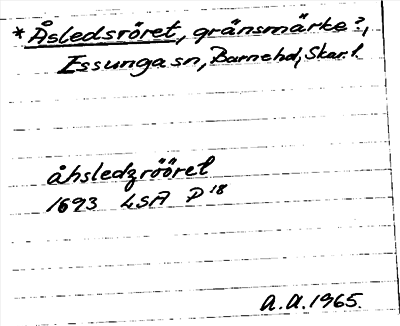 *Åsledsröret, gränsmärke?,
Essunga sn, Barnehd, Skar. l.
åhsledzrööret
1693 LSA P18
A.A.1965.